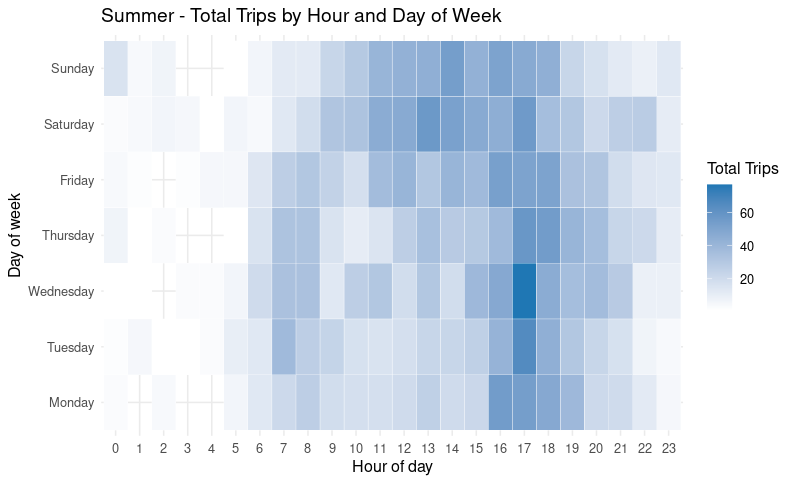 Summer - Total Trips by Hour and Day of Week
Day of week
Sunday
Saturday
Friday
Thursday
Wednesday
Tuesday
Monday
0 1 2 3 4 5 6 7 8 9 10 11 12 13 14 15 16 17 18 19 20 21 22 23
Hour of day
Total Trips
60
40
20